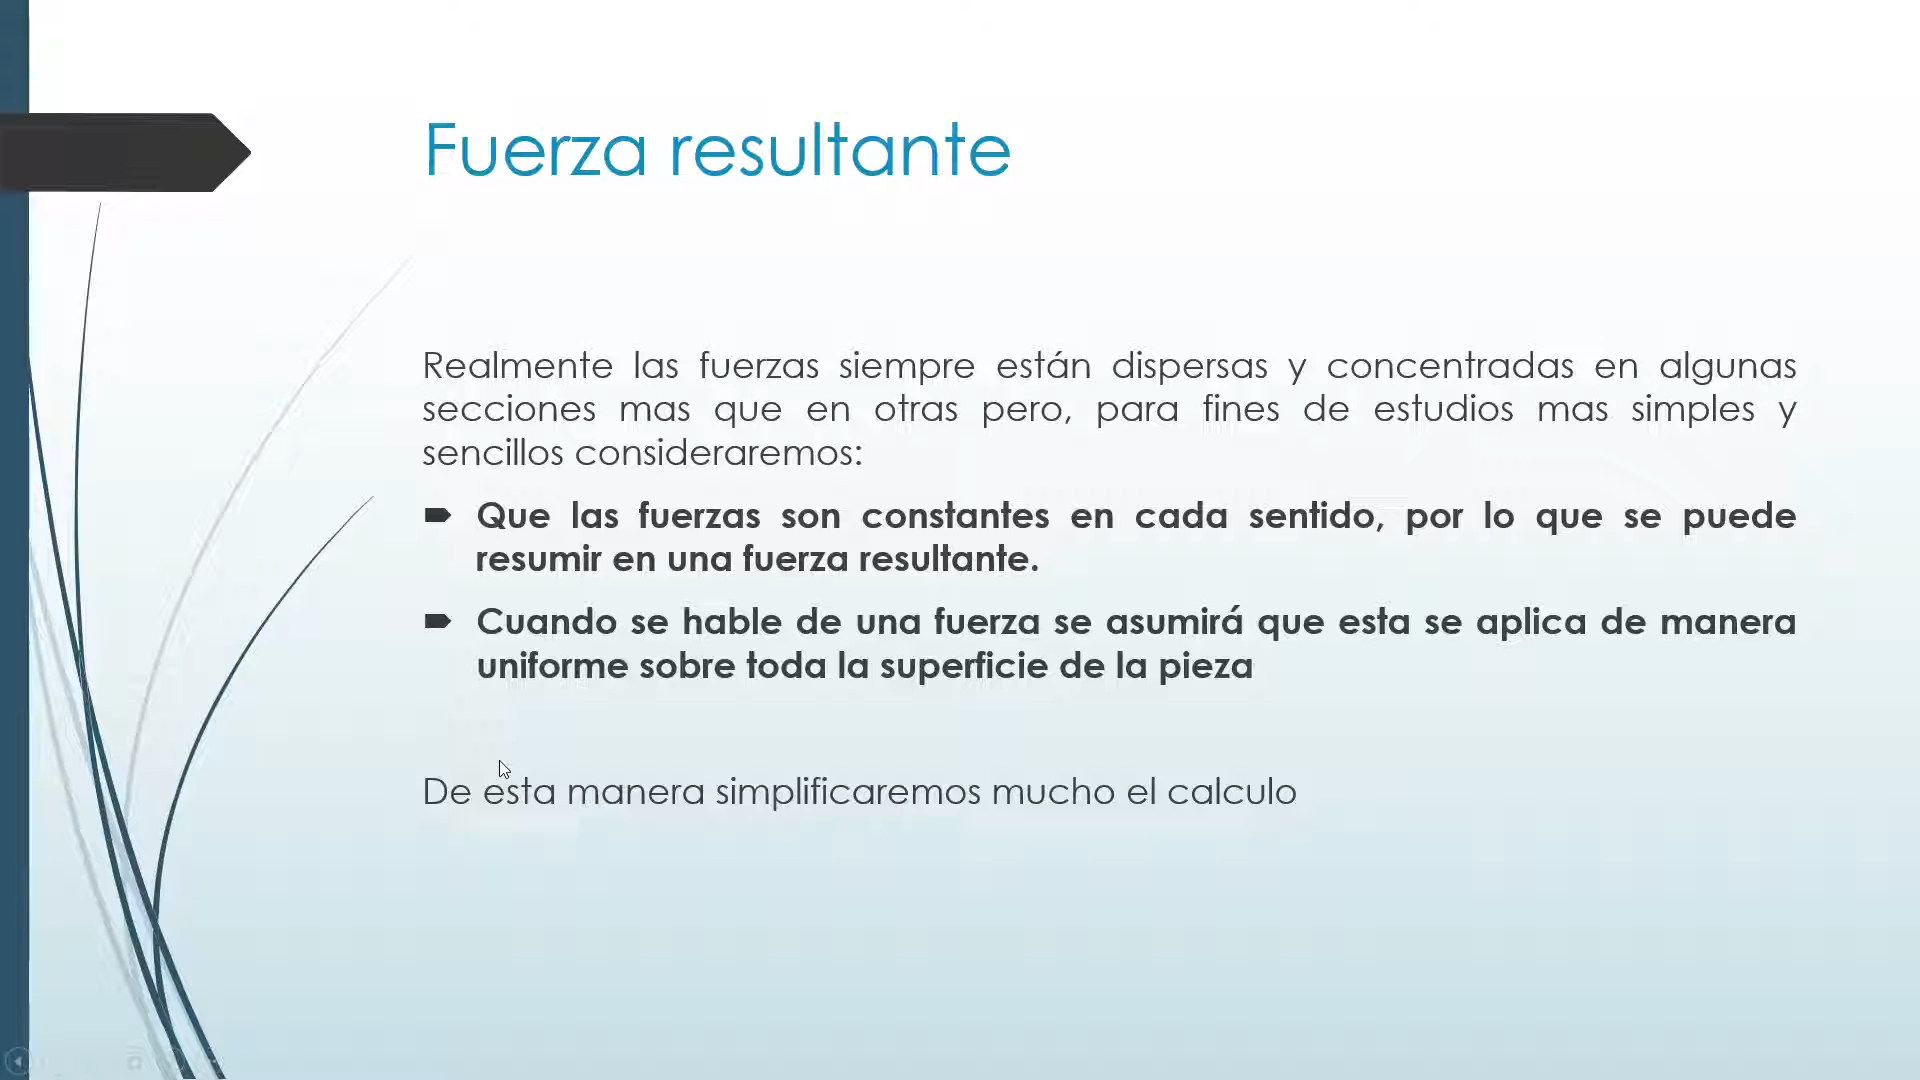 Fuerza resultante
Realmente las fuerzas siempre están dispersas y concentradas en algunas
secciones mas que en otras pero, para fines de estudios mas simples y
sencillos consideraremos:
Que las fuerzas son constantes en cada sentido, por lo que se puede
resumir en una fuerza resultante.
Cuando se hable de una fuerza se asumirá que esta se aplica de manera
uniforme sobre toda la superficie de la pieza
De esta manera simplificaremos mucho el calculo